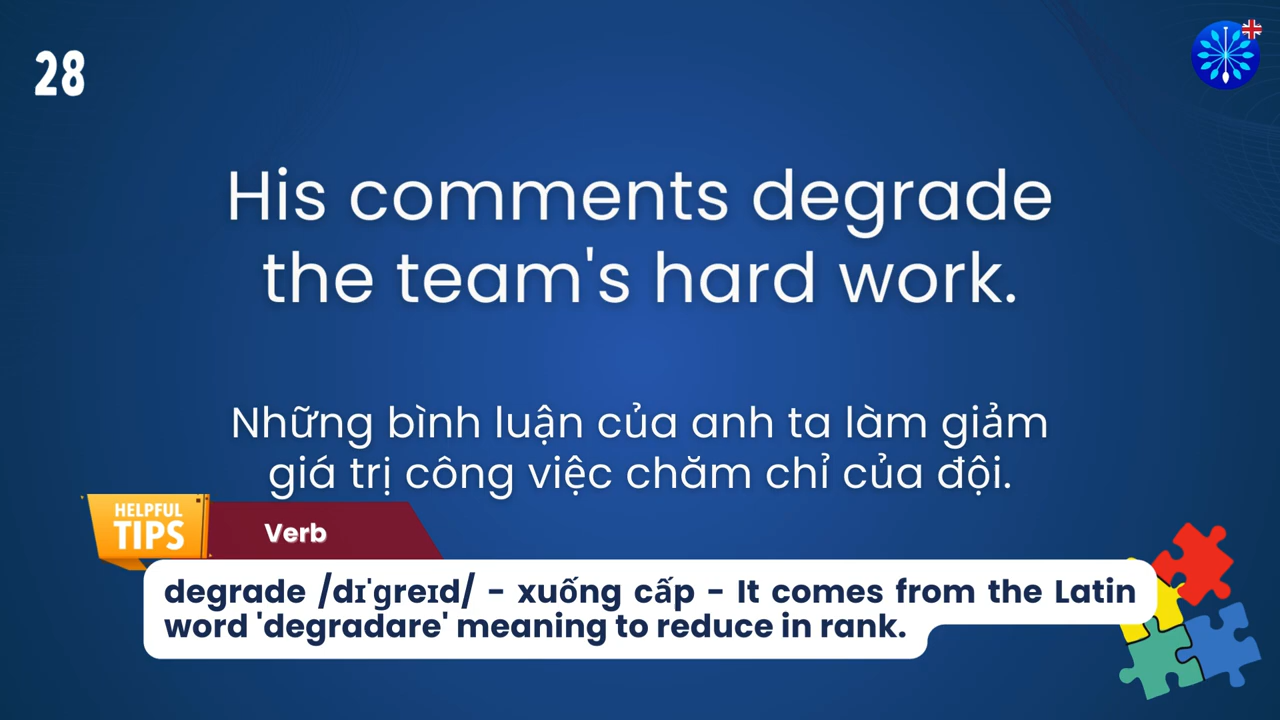 28
His comments degrade
the team's hard work.
Những bình luận của anh ta làm giảm
giá trị công việc chăm chỉ của đội.
HELPFUL
TIPS
Verb
degrade /dɪˈɡreɪd/ - xuống cấp - It comes from the Latin
word 'degradare' meaning to reduce in rank.